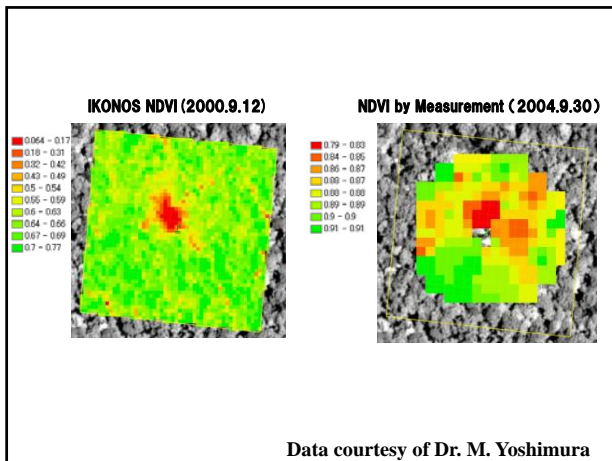 IKONOS NDVI (2000.9.12)
0.064 - 0.17
0.18 - 0.31
0.32 - 0.42
0.43 - 0.49
0.5 - 0.54
0.55 - 0.59
0.6 - 0.63
0.64 - 0.66
0.67 - 0.69
0.7 - 0.77
NDVI by Measurement ( 2004.9.30)
0.79 - 0.83
0.84 - 0.85
0.86 - 0.87
0.88 - 0.87
0.88 - 0.88
0.89 - 0.89
0.9 - 0.9
0.91 - 0.91
Data courtesy of Dr. M. Yoshimura